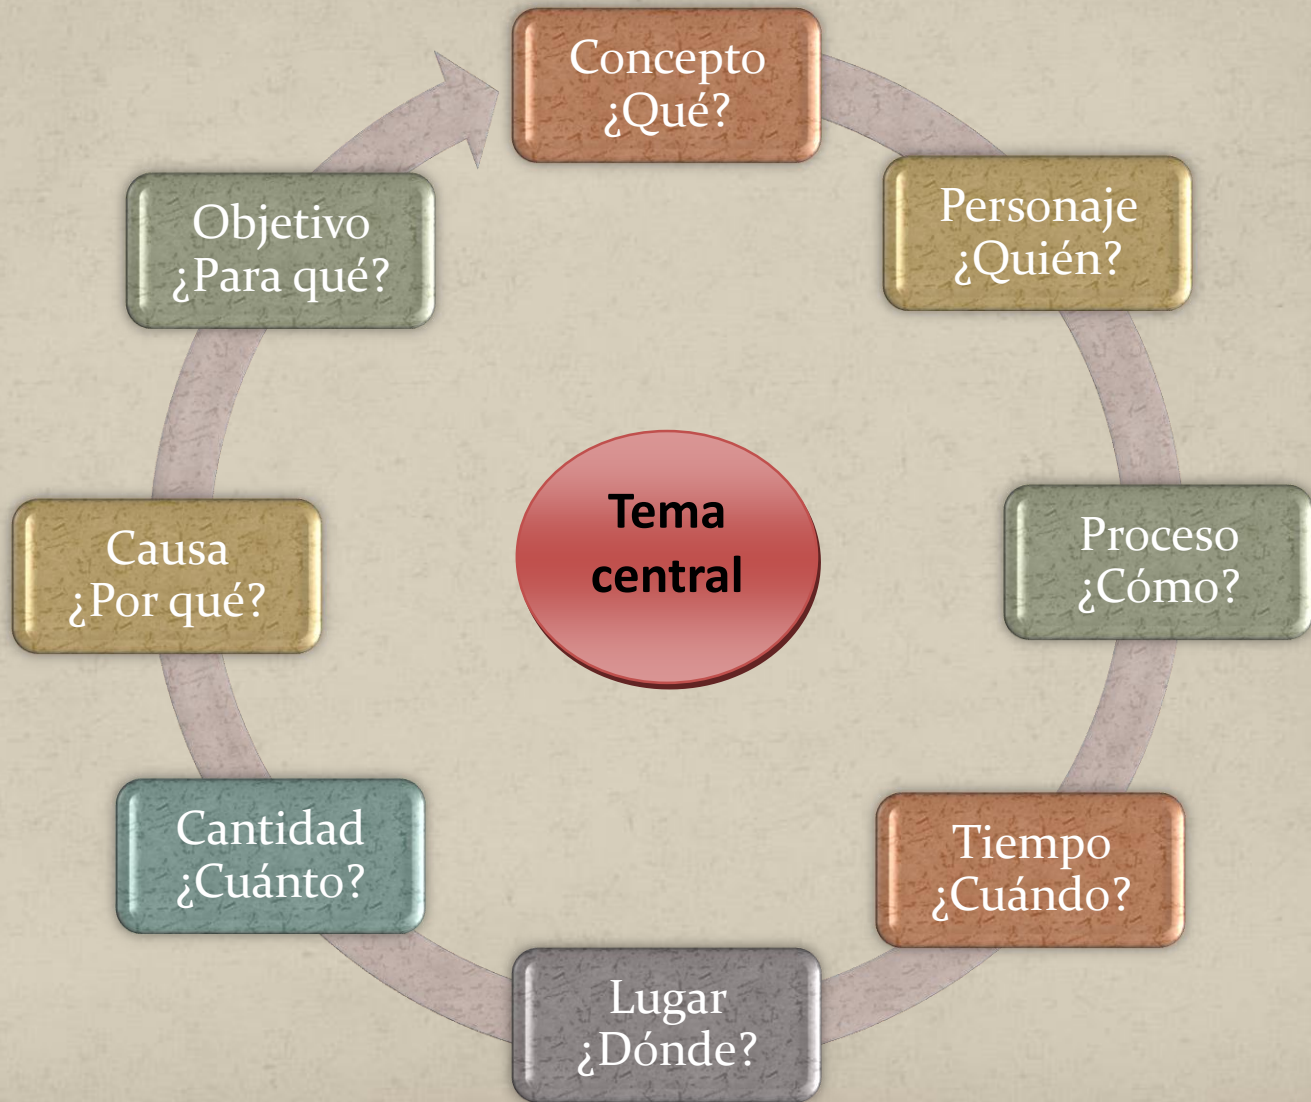 Concepto
¿Qué?
Personaje
¿Quién?
Proceso
¿Cómo?
Tiempo
¿Cuándo?
Lugar
¿Dónde?
Cantidad
¿Cuánto?
Causa
¿Por qué?
Objetivo
¿Para qué?
Tema
central